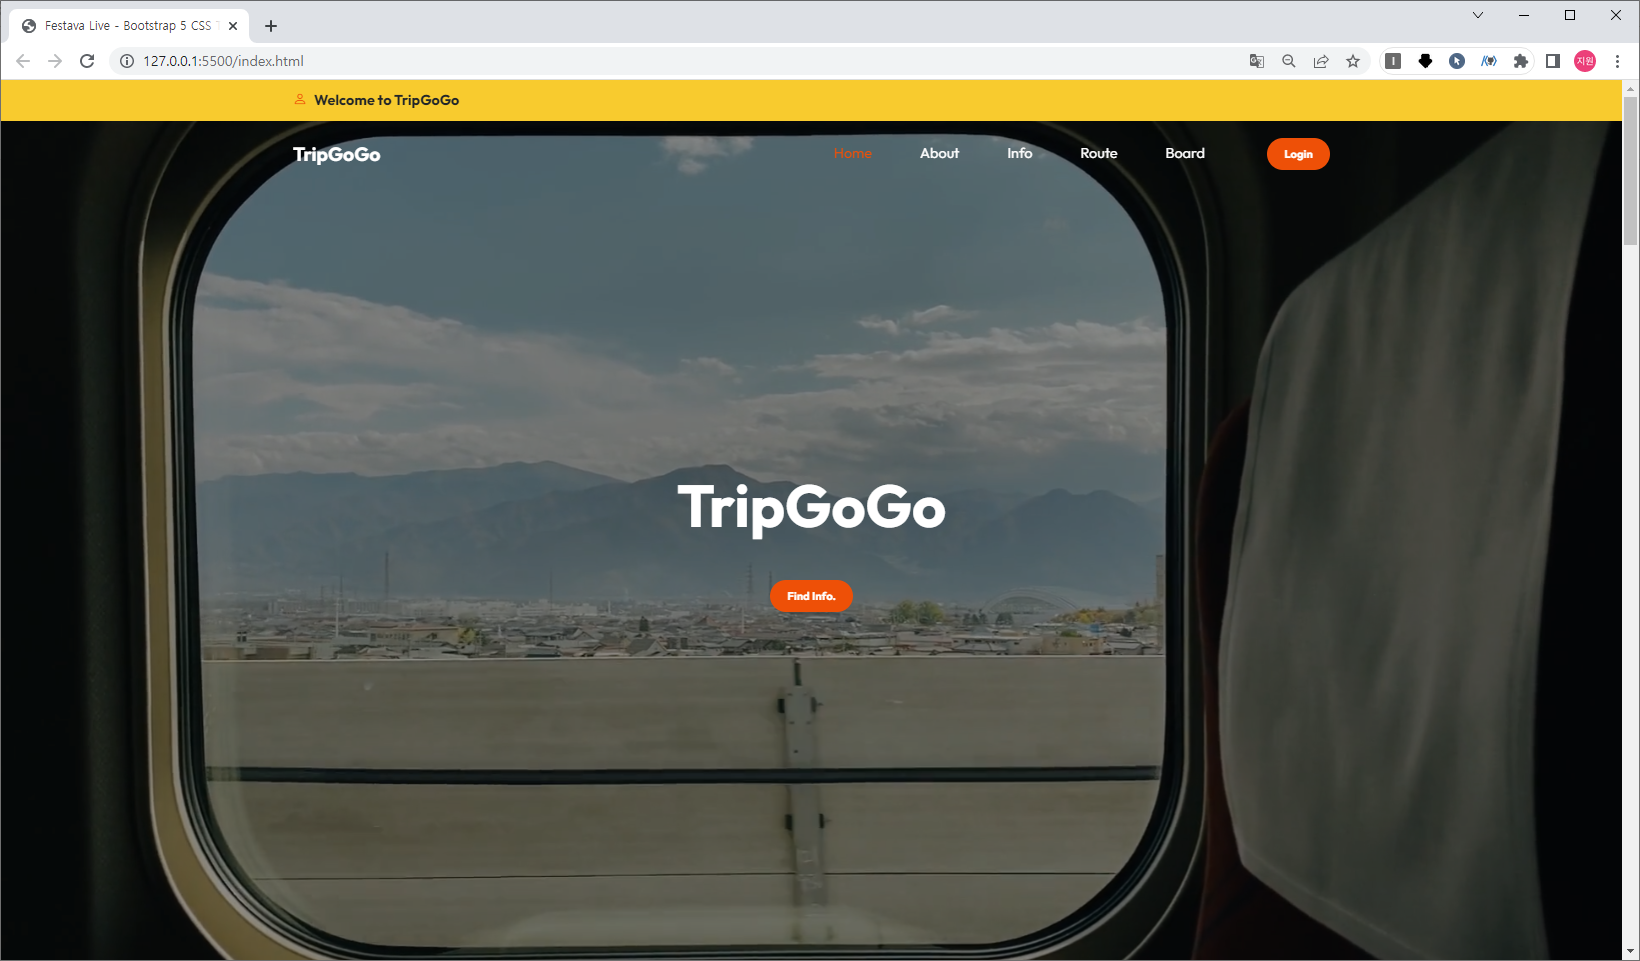 Festava Live - Bootstrap 5 CSS T
127.0.0.1:5500/index.html
지원
Welcome to TripGoGo
TripGoGo
Home
About
Info
Route
Board
Login
TripGoGo
Find Info.